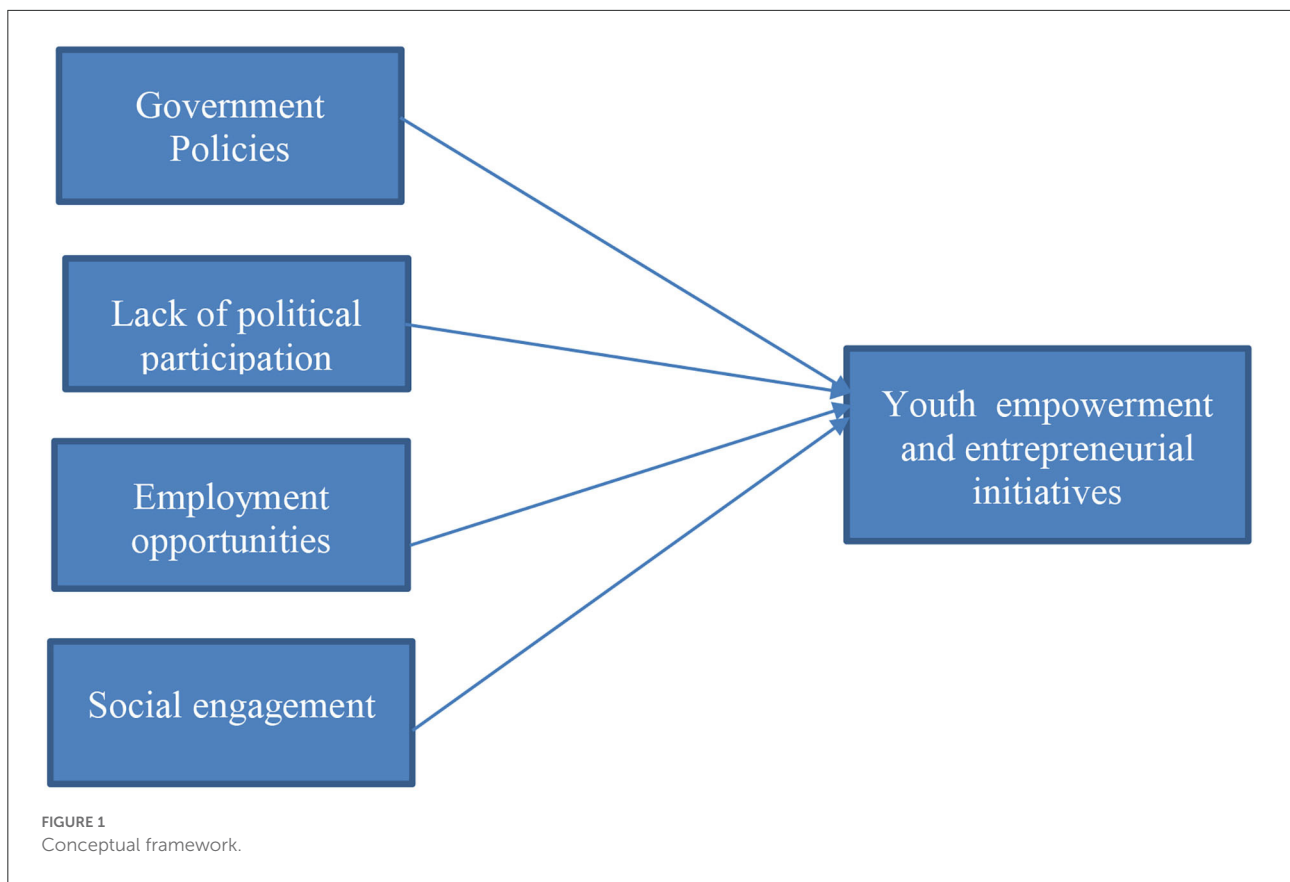 Government
Policies
Lack of political
participation
Employment
opportunities
Social engagement
Youth empowerment
and entrepreneurial
initiatives
FIGURE 1
Conceptual framework.